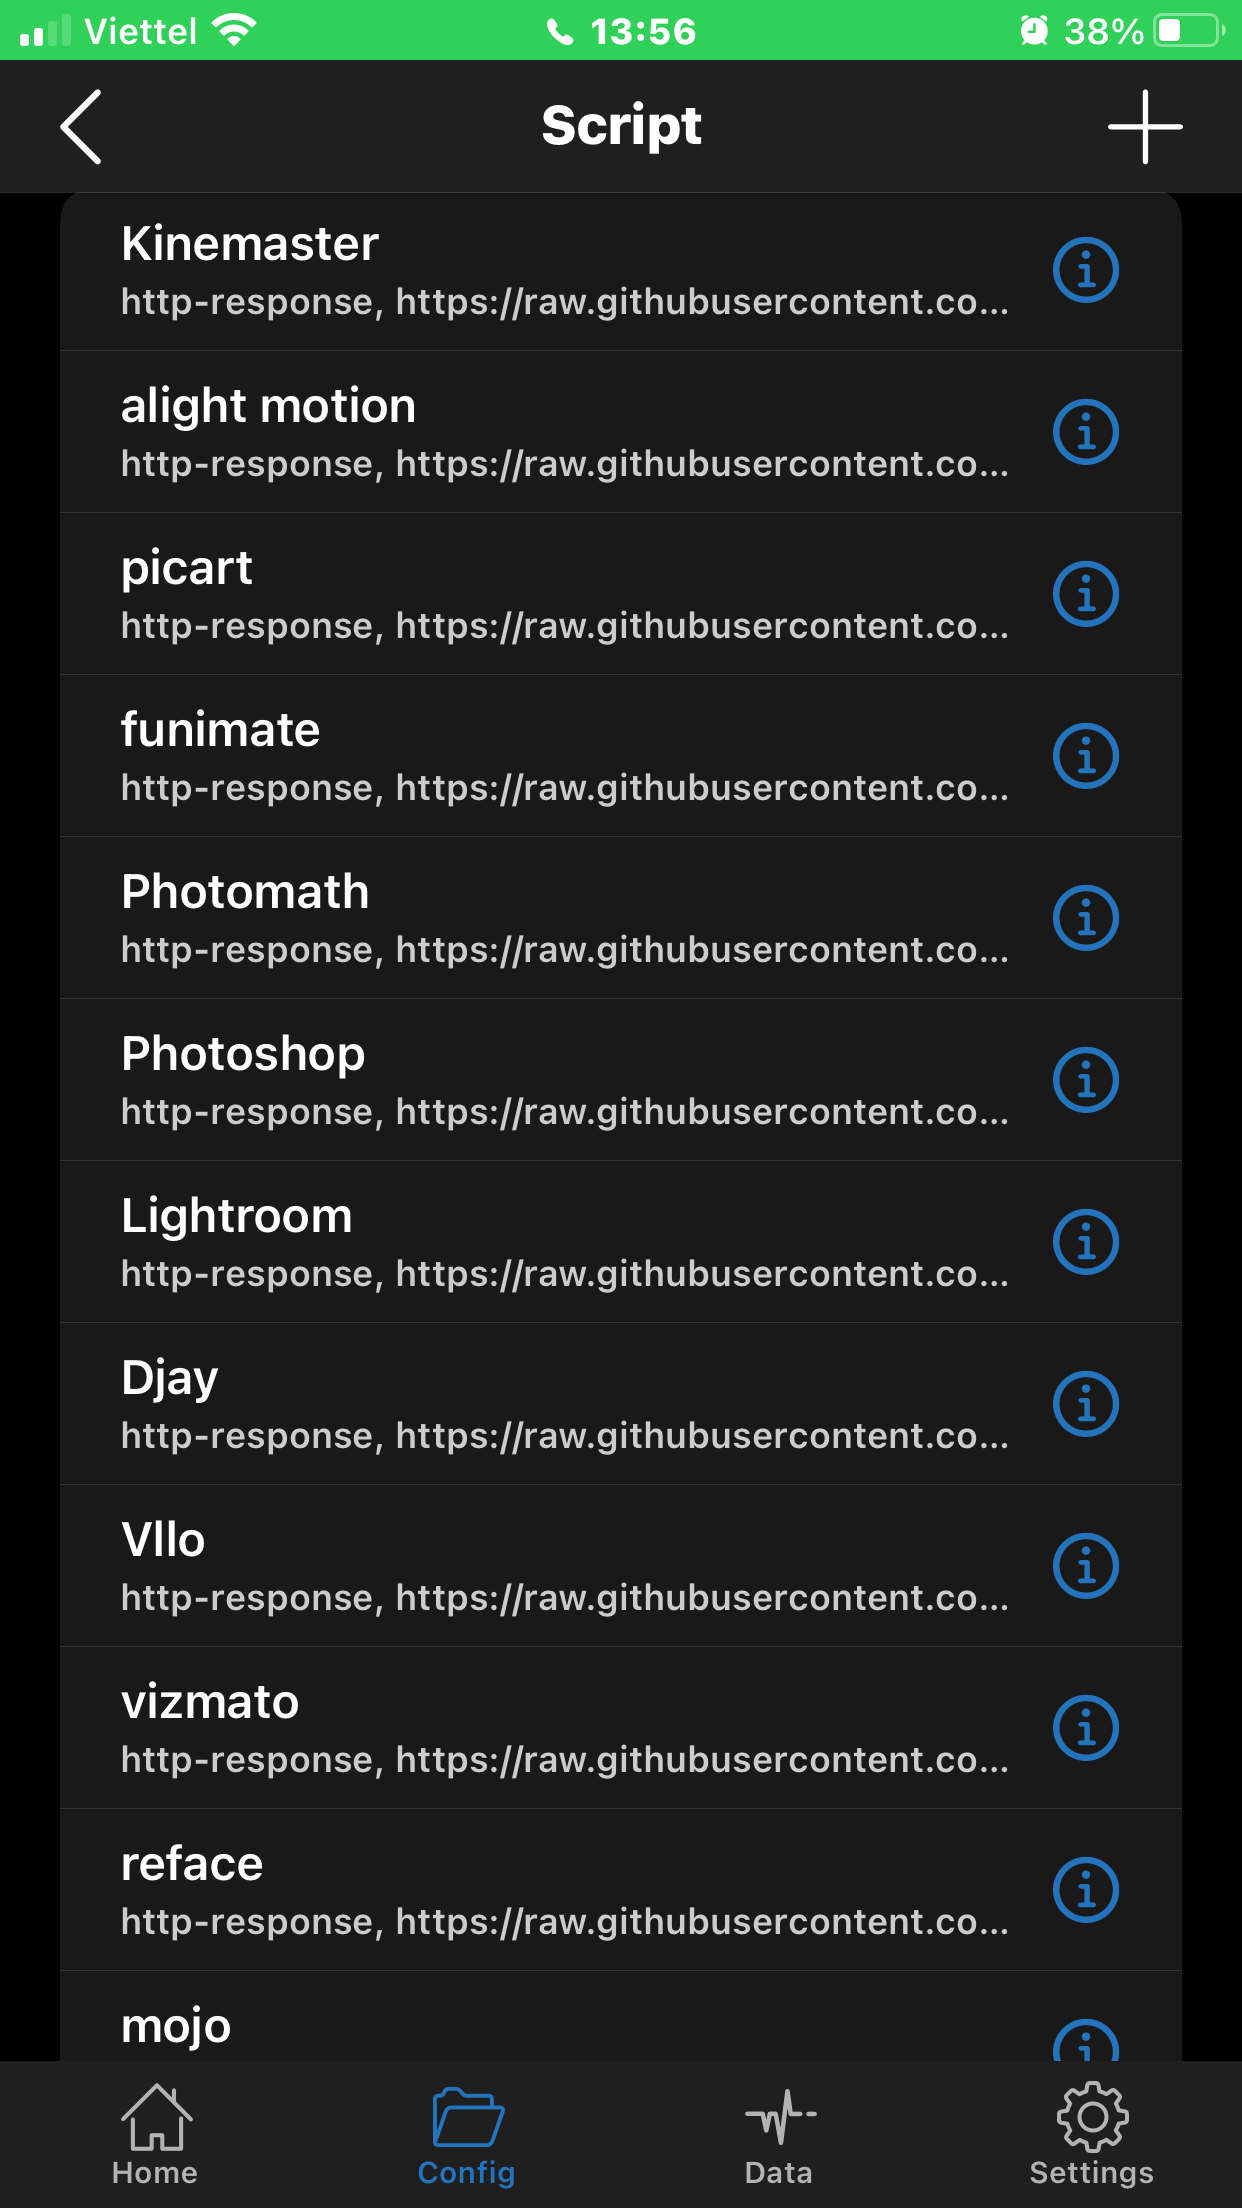 Viettel 13:56 38%
Script
Kinemaster
http-response, https://raw.githubusercontent.co...
alight motion
http-response, https://raw.githubusercontent.co...
picart
http-response, https://raw.githubusercontent.co...
funimate
http-response, https://raw.githubusercontent.co...
Photomath
http-response, https://raw.githubusercontent.co...
Photoshop
http-response, https://raw.githubusercontent.co...
Lightroom
http-response, https://raw.githubusercontent.co...
Djay
http-response, https://raw.githubusercontent.co...
Vllo
http-response, https://raw.githubusercontent.co...
vizmato
http-response, https://raw.githubusercontent.co...
reface
http-response, https://raw.githubusercontent.co...
mojo
Home Config Data Settings